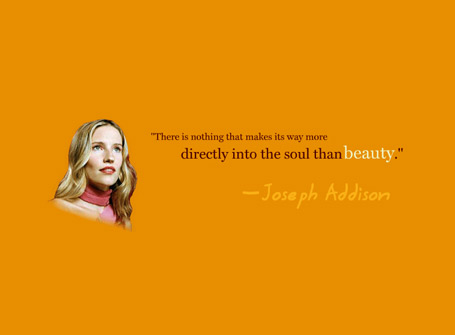 "There is nothing that makes its way more
directly into the soul than beauty."
—Joseph Addison